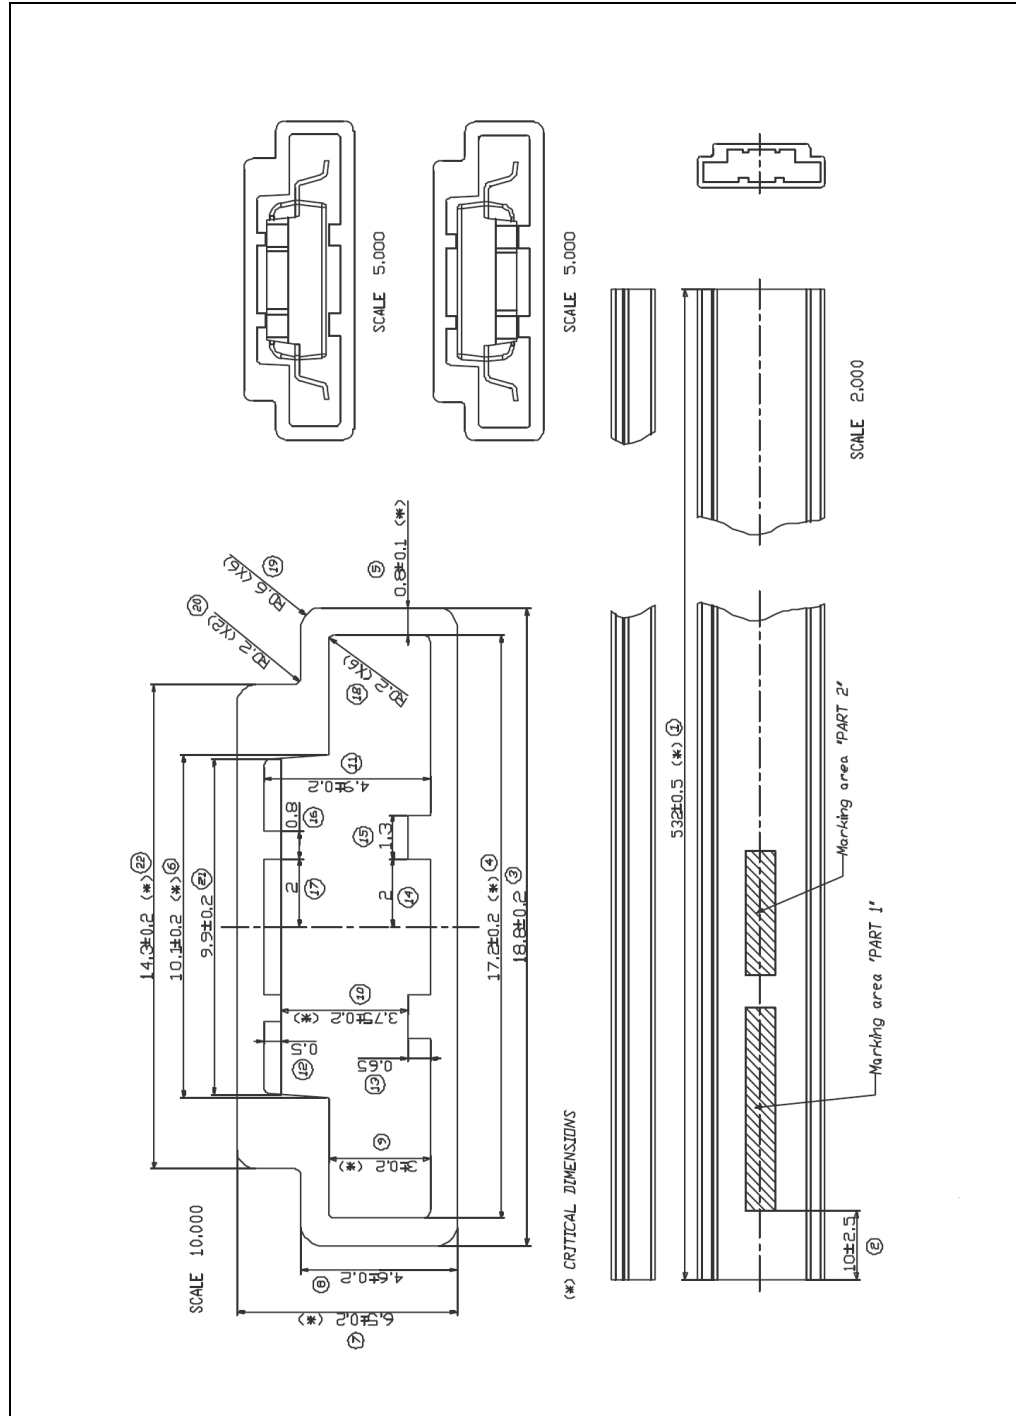 SCALE 5.000
SCALE 5.000
SCALE 2.000
SCALE 10.000
532±0.5 (*) 1
10±2.5
2
Marking area 'PART 1'
Marking area 'PART 2'
18.8±0.2 3
17.2±0.2 (*) 4
0.8±0.1 (*)
5
10.1±0.2 (*) 6
6.5±0.2 (*)
7
4.6±0.2
8
3±0.2 (*)
9
3.75±0.2 (*)
10
4.9±0.2
11
0.5
12
0.65
13
2
14
1.3
15
0.8
16
2
17
R0.2 (X6)
18
R0.6 (X6)
19
R0.2 (X2)
20
9.9±0.2 21
14.3±0.2 (*) 22
(*) CRITICAL DIMENSIONS